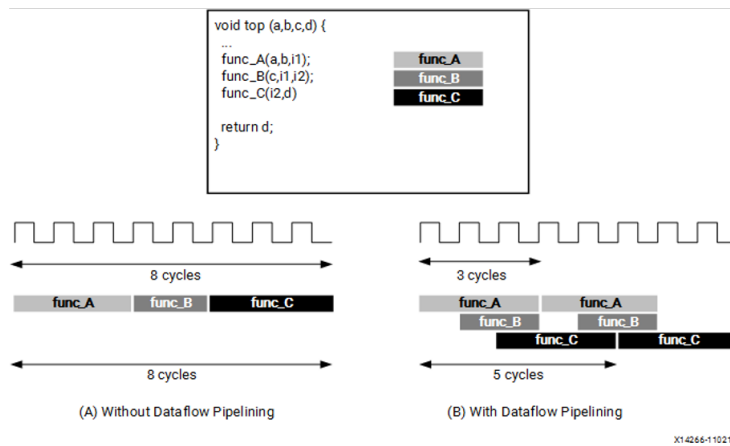 void top (a,b,c,d) {
...
func_A(a,b,i1);
func_B(c,i1,i2);
func_C(i2,d)
return d;
}
func_A
func_B
func_C
8 cycles
func_A func_B func_C
8 cycles
(A) Without Dataflow Pipelining
3 cycles
func_A func_A
func_B func_B
func_C func_C
5 cycles
(B) With Dataflow Pipelining
X14266-11021